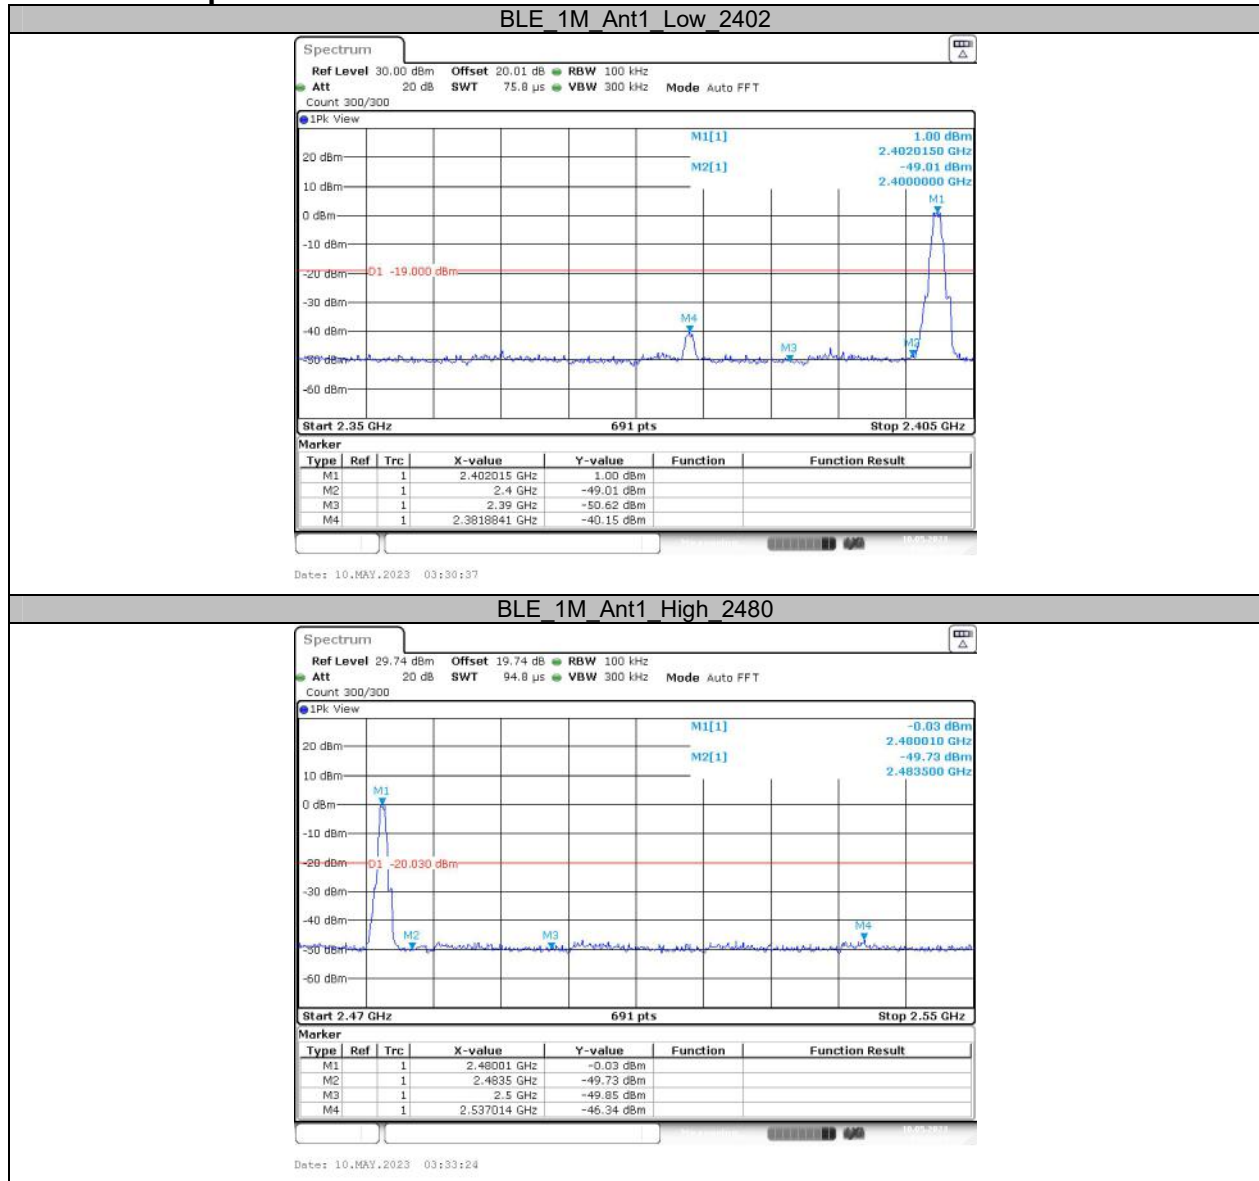 BLE_1M_Ant1_Low_2402
Spectrum
Ref Level 30.00 dBm Offset 20.01 dB RBW 100 kHz
Att 20 dB SWT 75.8 µs VBW 300 kHz Mode Auto FFT
Count 300/300
1Pk View
M1[1] 1.00 dBm
2.4020150 GHz
20 dBm
M2[1] -49.01 dBm
2.4000000 GHz
10 dBm
M1
0 dBm
-10 dBm
-20 dBm D1 -19.000 dBm
-30 dBm
M4
-40 dBm
M3 M2
-50 dBm
-60 dBm
Start 2.35 GHz 691 pts Stop 2.405 GHz
Marker
Type Ref Trc X-value Y-value Function Function Result
M1 1 2.402015 GHz 1.00 dBm
M2 1 2.4 GHz -49.01 dBm
M3 1 2.39 GHz -50.62 dBm
M4 1 2.3818841 GHz -40.15 dBm
Date: 10.MAY.2023 03:30:37
BLE_1M_Ant1_High_2480
Spectrum
Ref Level 29.74 dBm Offset 19.74 dB RBW 100 kHz
Att 20 dB SWT 94.8 µs VBW 300 kHz Mode Auto FFT
Count 300/300
1Pk View
M1[1] -0.03 dBm
2.480010 GHz
20 dBm
M2[1] -49.73 dBm
2.483500 GHz
10 dBm
M1
0 dBm
-10 dBm
-20 dBm D1 -20.030 dBm
-30 dBm
-40 dBm
M2 M3 M4
-50 dBm
-60 dBm
Start 2.47 GHz 691 pts Stop 2.55 GHz
Marker
Type Ref Trc X-value Y-value Function Function Result
M1 1 2.48001 GHz -0.03 dBm
M2 1 2.4835 GHz -49.73 dBm
M3 1 2.5 GHz -49.85 dBm
M4 1 2.537014 GHz -46.34 dBm
Date: 10.MAY.2023 03:33:24